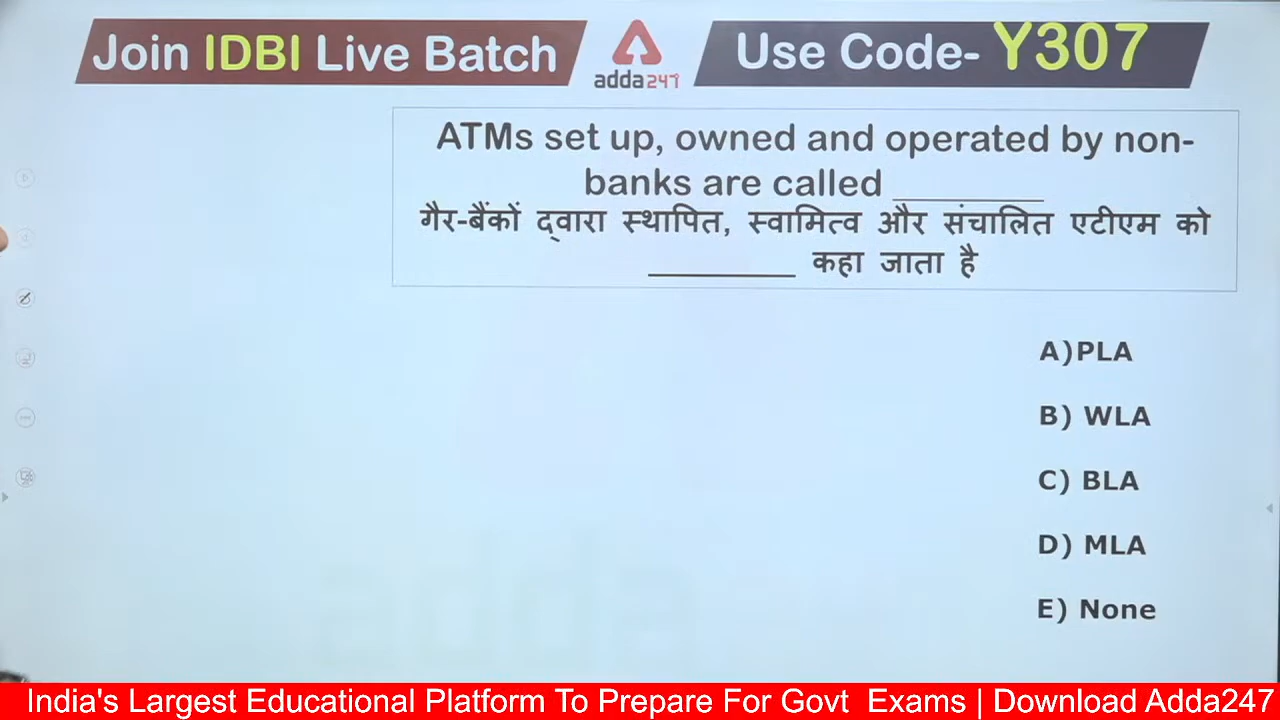 Join IDBI Live Batch
adda247
Use Code- Y307
ATMs set up, owned and operated by non-
banks are called ________
गैर-बैंकों द्वारा स्थापित, स्वामित्व और संचालित एटीएम को
________ कहा जाता है
A)PLA
B) WLA
C) BLA
D) MLA
E) None
adda
India's Largest Educational Platform To Prepare For Govt Exams | Download Adda247